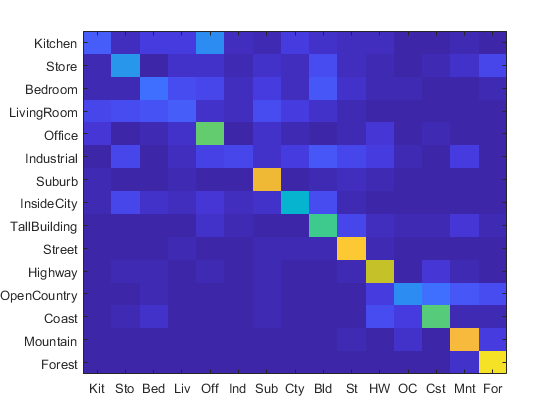 Kitchen
Store
Bedroom
LivingRoom
Office
Industrial
Suburb
InsideCity
TallBuilding
Street
Highway
OpenCountry
Coast
Mountain
Forest
Kit Sto Bed Liv Off Ind Sub Cty Bld St HW OC Cst Mnt For